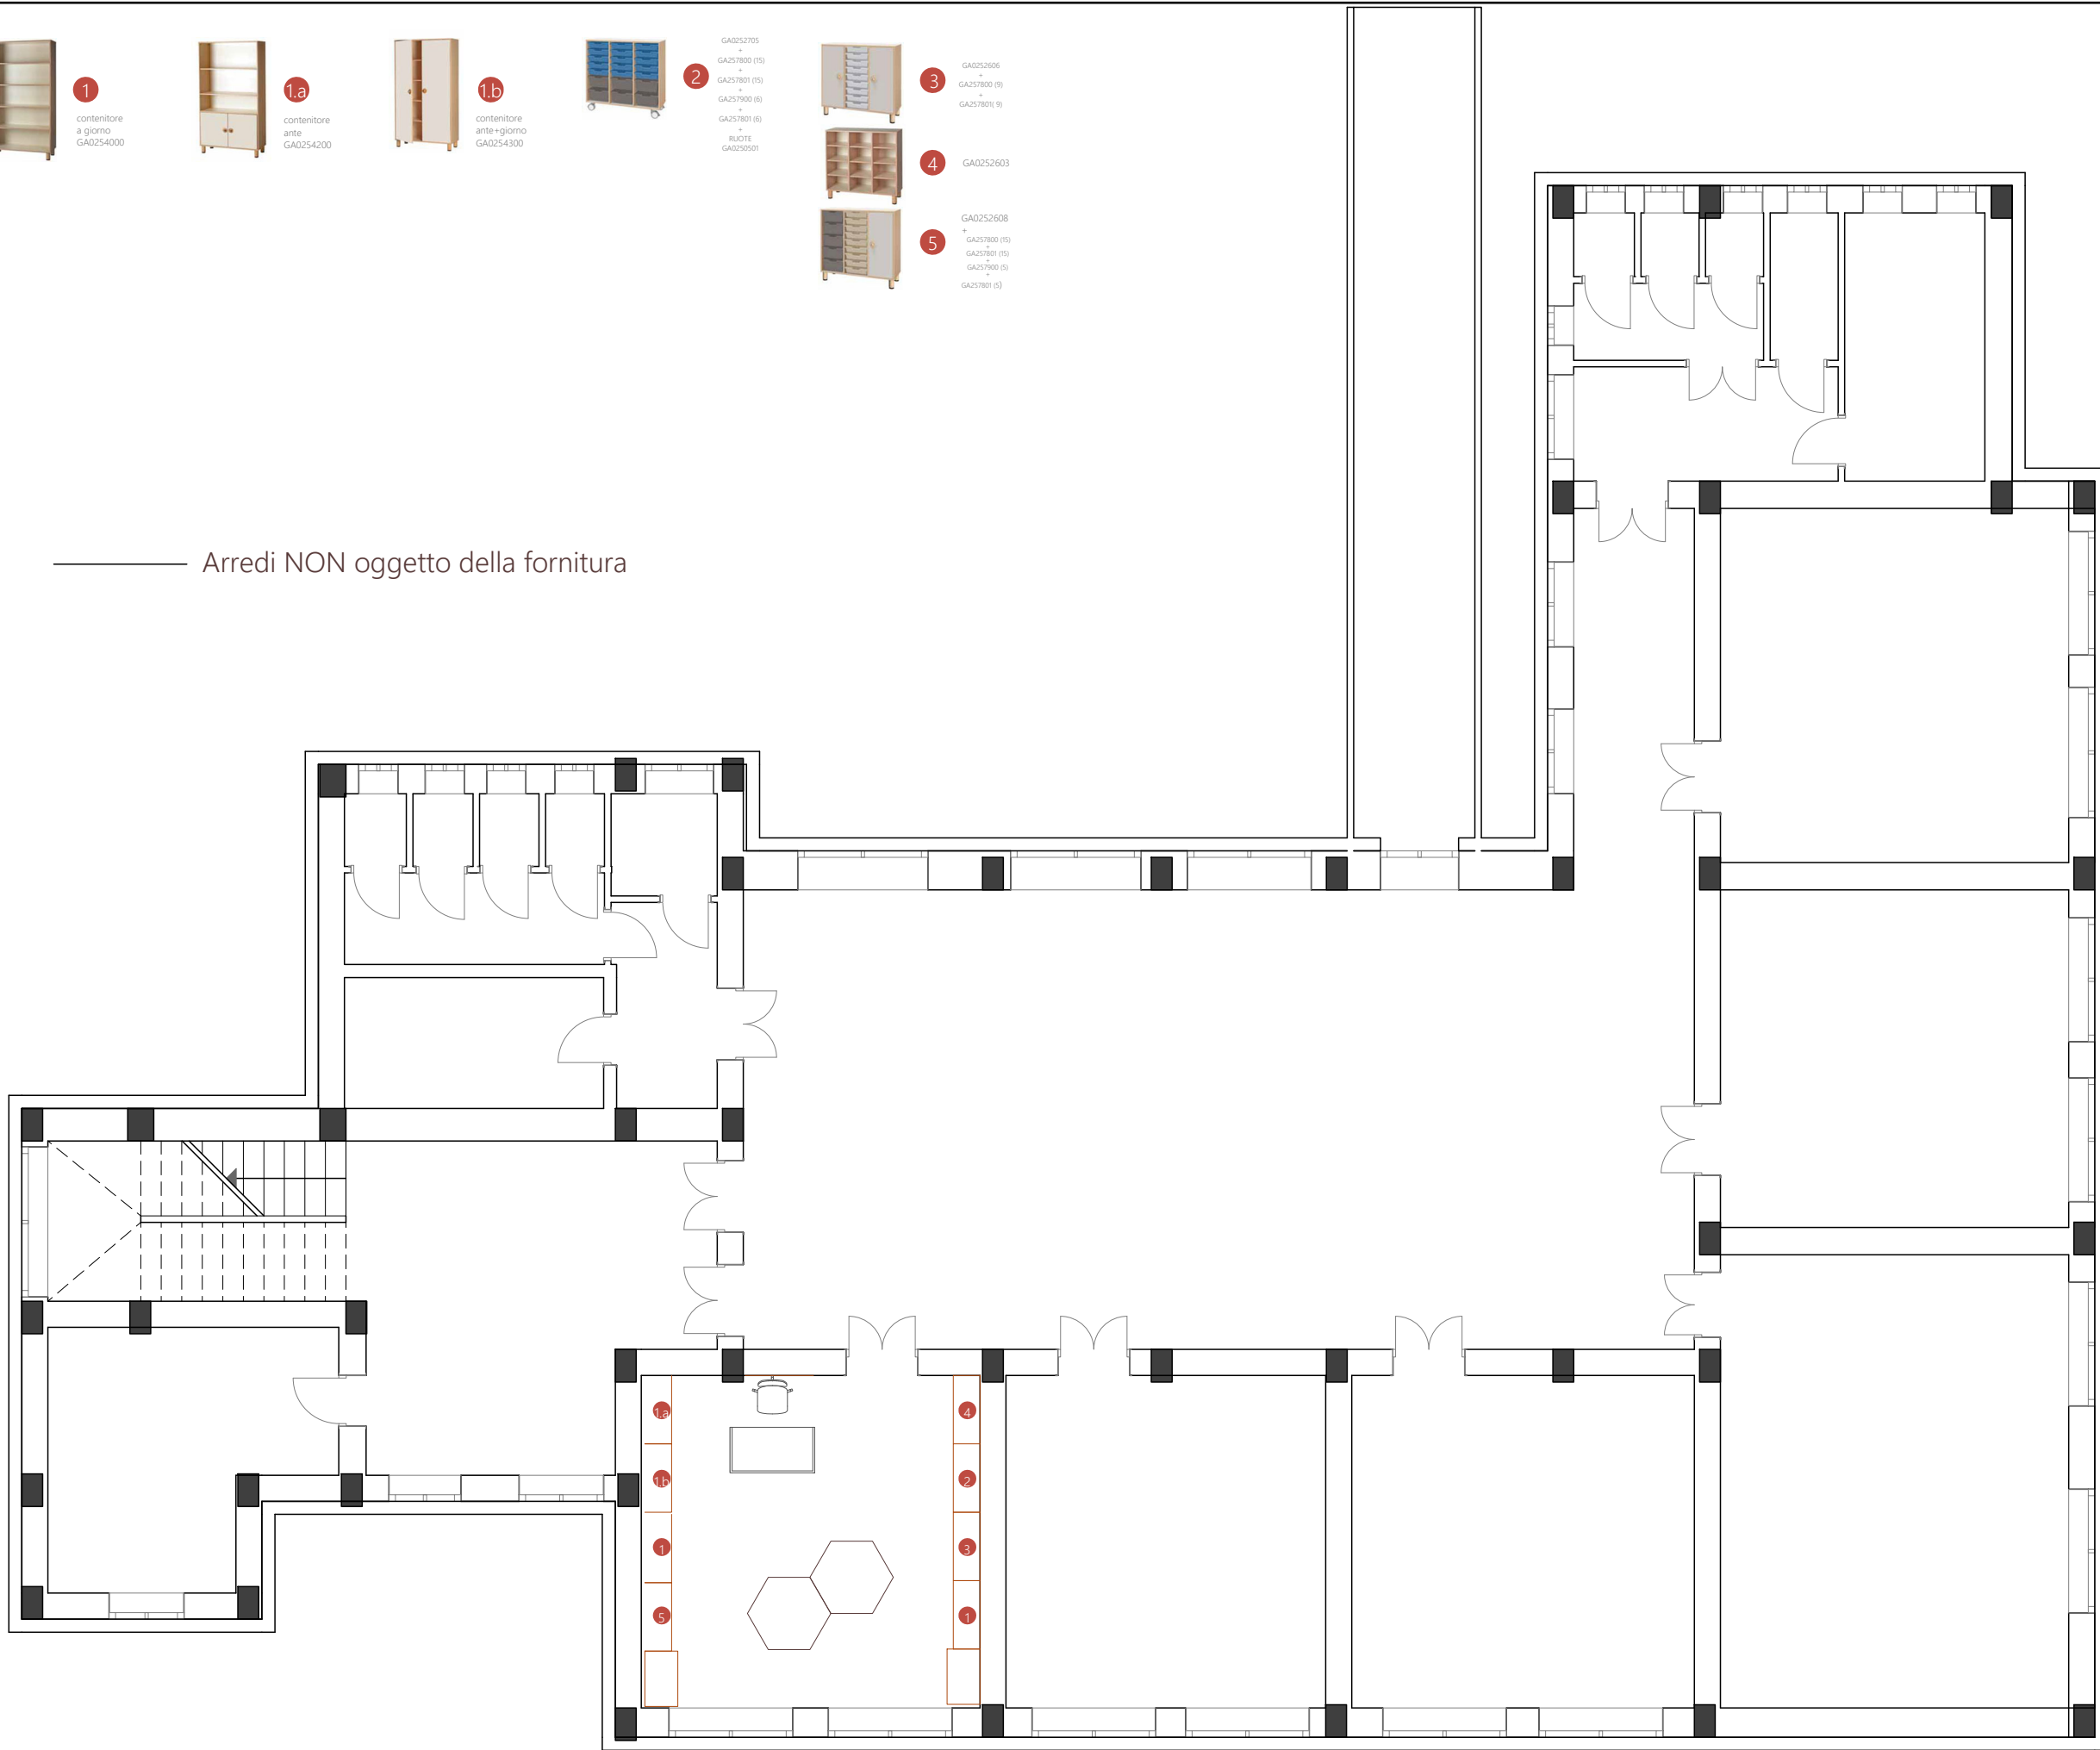 1
contenitore
a giorno
GA0254000
1.a
contenitore
ante
GA0254200
1.b
contenitore
ante+giorno
GA0254300
2
GA0252705
+
GA257800 (15)
+
GA257801 (15)
+
GA257900 (6)
+
GA257801 (6)
+
RUOTE
GA0250501
3
GA0252606
+
GA257800 (9)
+
GA257801( 9)
4
GA0252603
5
GA0252608
+
GA257800 (15)
+
GA257801 (15)
+
GA257900 (5)
+
GA257801 (5)
Arredi NON oggetto della fornitura
1.a
4
1.b
2
1
3
5
1